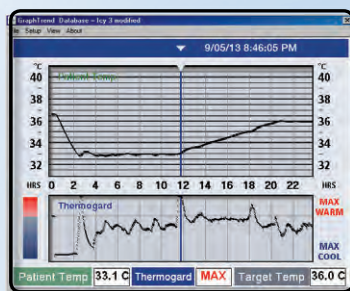 GraphTrend Database - Icy 3 modified
File Setup View About
9/05/13 8:46:05 PM
°C Patient Temp °C
40 40
38 38
36 36
34 34
32 32
HRS 0 2 4 6 8 10 12 14 16 18 20 22 HRS
Thermogard
MAX WARM
MAX COOL
Patient Temp 33.1 C Thermogard MAX Target Temp 36.0 C